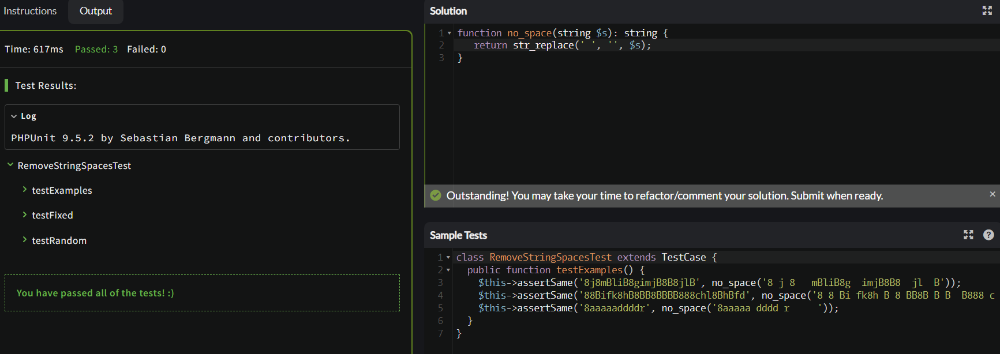 Instructions
Output
Time: 617ms Passed: 3 Failed: 0
Test Results:
Log
PHPUnit 9.5.2 by Sebastian Bergmann and contributors.
RemoveStringSpacesTest
testExamples
testFixed
testRandom
You have passed all of the tests! :)
Solution
1 function no_space(string $s): string {
2 return str_replace(' ', '', $s);
3 }
Outstanding! You may take your time to refactor/comment your solution. Submit when ready.
Sample Tests
1 class RemoveStringSpacesTest extends TestCase {
2 public function testExamples() {
3 $this->assertSame('8j8mBliB8gimjB8B8jlB', no_space('8 j 8   mBliB8g  imjB8B8  jl  B'));
4 $this->assertSame('88Bifk8hB8BB8BBBB888chl8BhBfd', no_space('8 8 Bi fk8h B 8 BB8B B B  B888 c
5 $this->assertSame('8aaaaaddddr', no_space('8aaaaa dddd r     '));
6 }
7 }